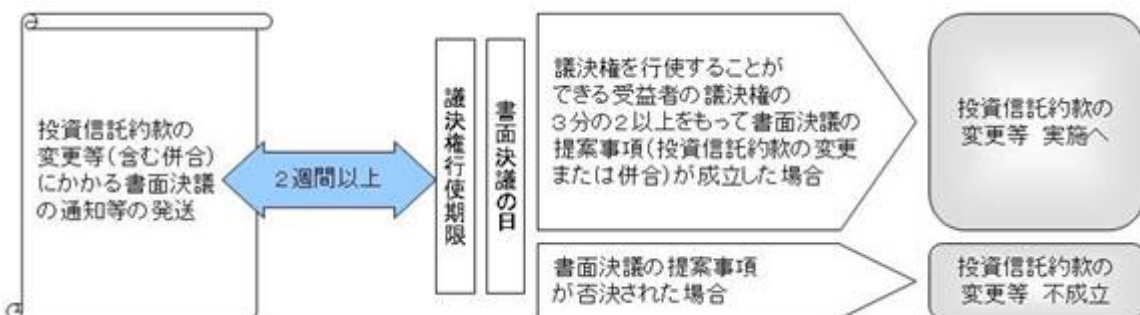 投資信託約款の
変更等(含む併合)
にかかる書面決議
の通知等の発送
2週間以上
議決権行使期限
書面決議の日
議決権を行使することが
できる受益者の議決権の
3分の2以上をもって書面決議の
提案事項(投資信託約款の変更
または併合)が成立した場合
投資信託約款の
変更等 実施へ
書面決議の提案事項
が否決された場合
投資信託約款の
変更等 不成立